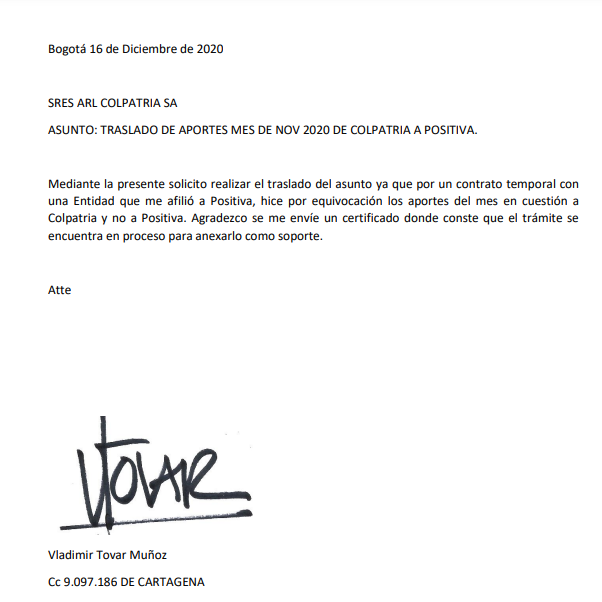 Bogotá 16 de Diciembre de 2020
SRES ARL COLPATRIA SA
ASUNTO: TRASLADO DE APORTES MES DE NOV 2020 DE COLPATRIA A POSITIVA.
Mediante la presente solicito realizar el traslado del asunto ya que por un contrato temporal con
una Entidad que me afilió a Positiva, hice por equivocación los aportes del mes en cuestión a
Colpatria y no a Positiva. Agradezco se me envíe un certificado donde conste que el trámite se
encuentra en proceso para anexarlo como soporte.
Atte
VTOVAR
Vladimir Tovar Muñoz
Cc 9.097.186 DE CARTAGENA